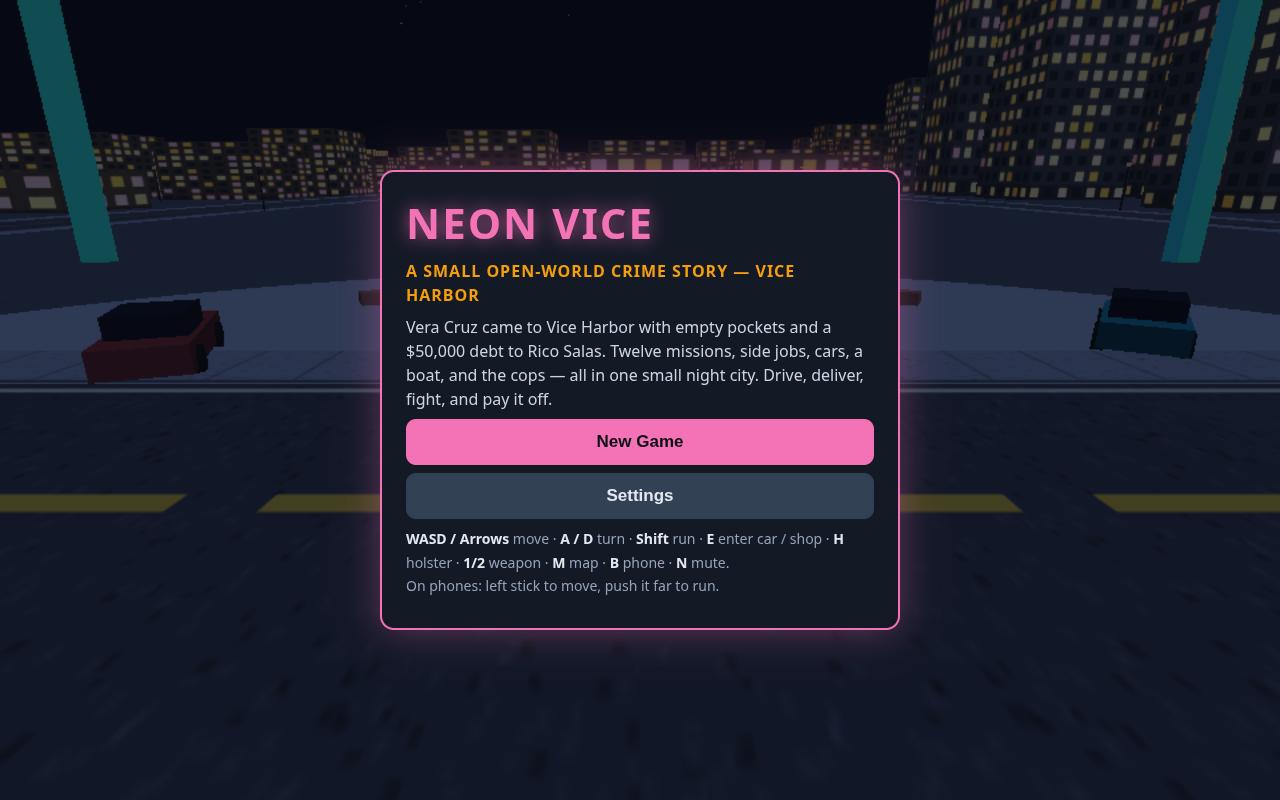 NEON VICE
A SMALL OPEN-WORLD CRIME STORY — VICE
HARBOR
Vera Cruz came to Vice Harbor with empty pockets and a
$50,000 debt to Rico Salas. Twelve missions, side jobs, cars, a
boat, and the cops — all in one small night city. Drive, deliver,
fight, and pay it off.
New Game
Settings
WASD / Arrows move · A / D turn · Shift run · E enter car / shop · H
holster · 1/2 weapon · M map · B phone · N mute.
On phones: left stick to move, push it far to run.